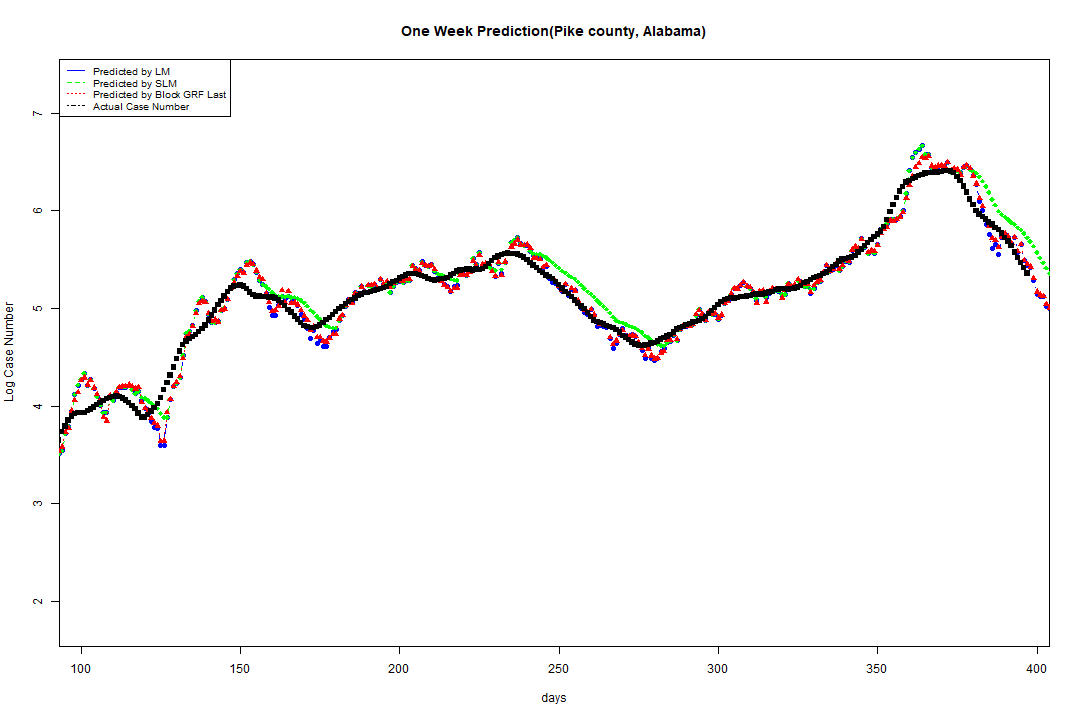 One Week Prediction(Pike county, Alabama)
Predicted by LM
Predicted by SLM
Predicted by Block GRF Last
Actual Case Number
7
6
5
4
3
2
Log Case Number
100 150 200 250 300 350 400
days